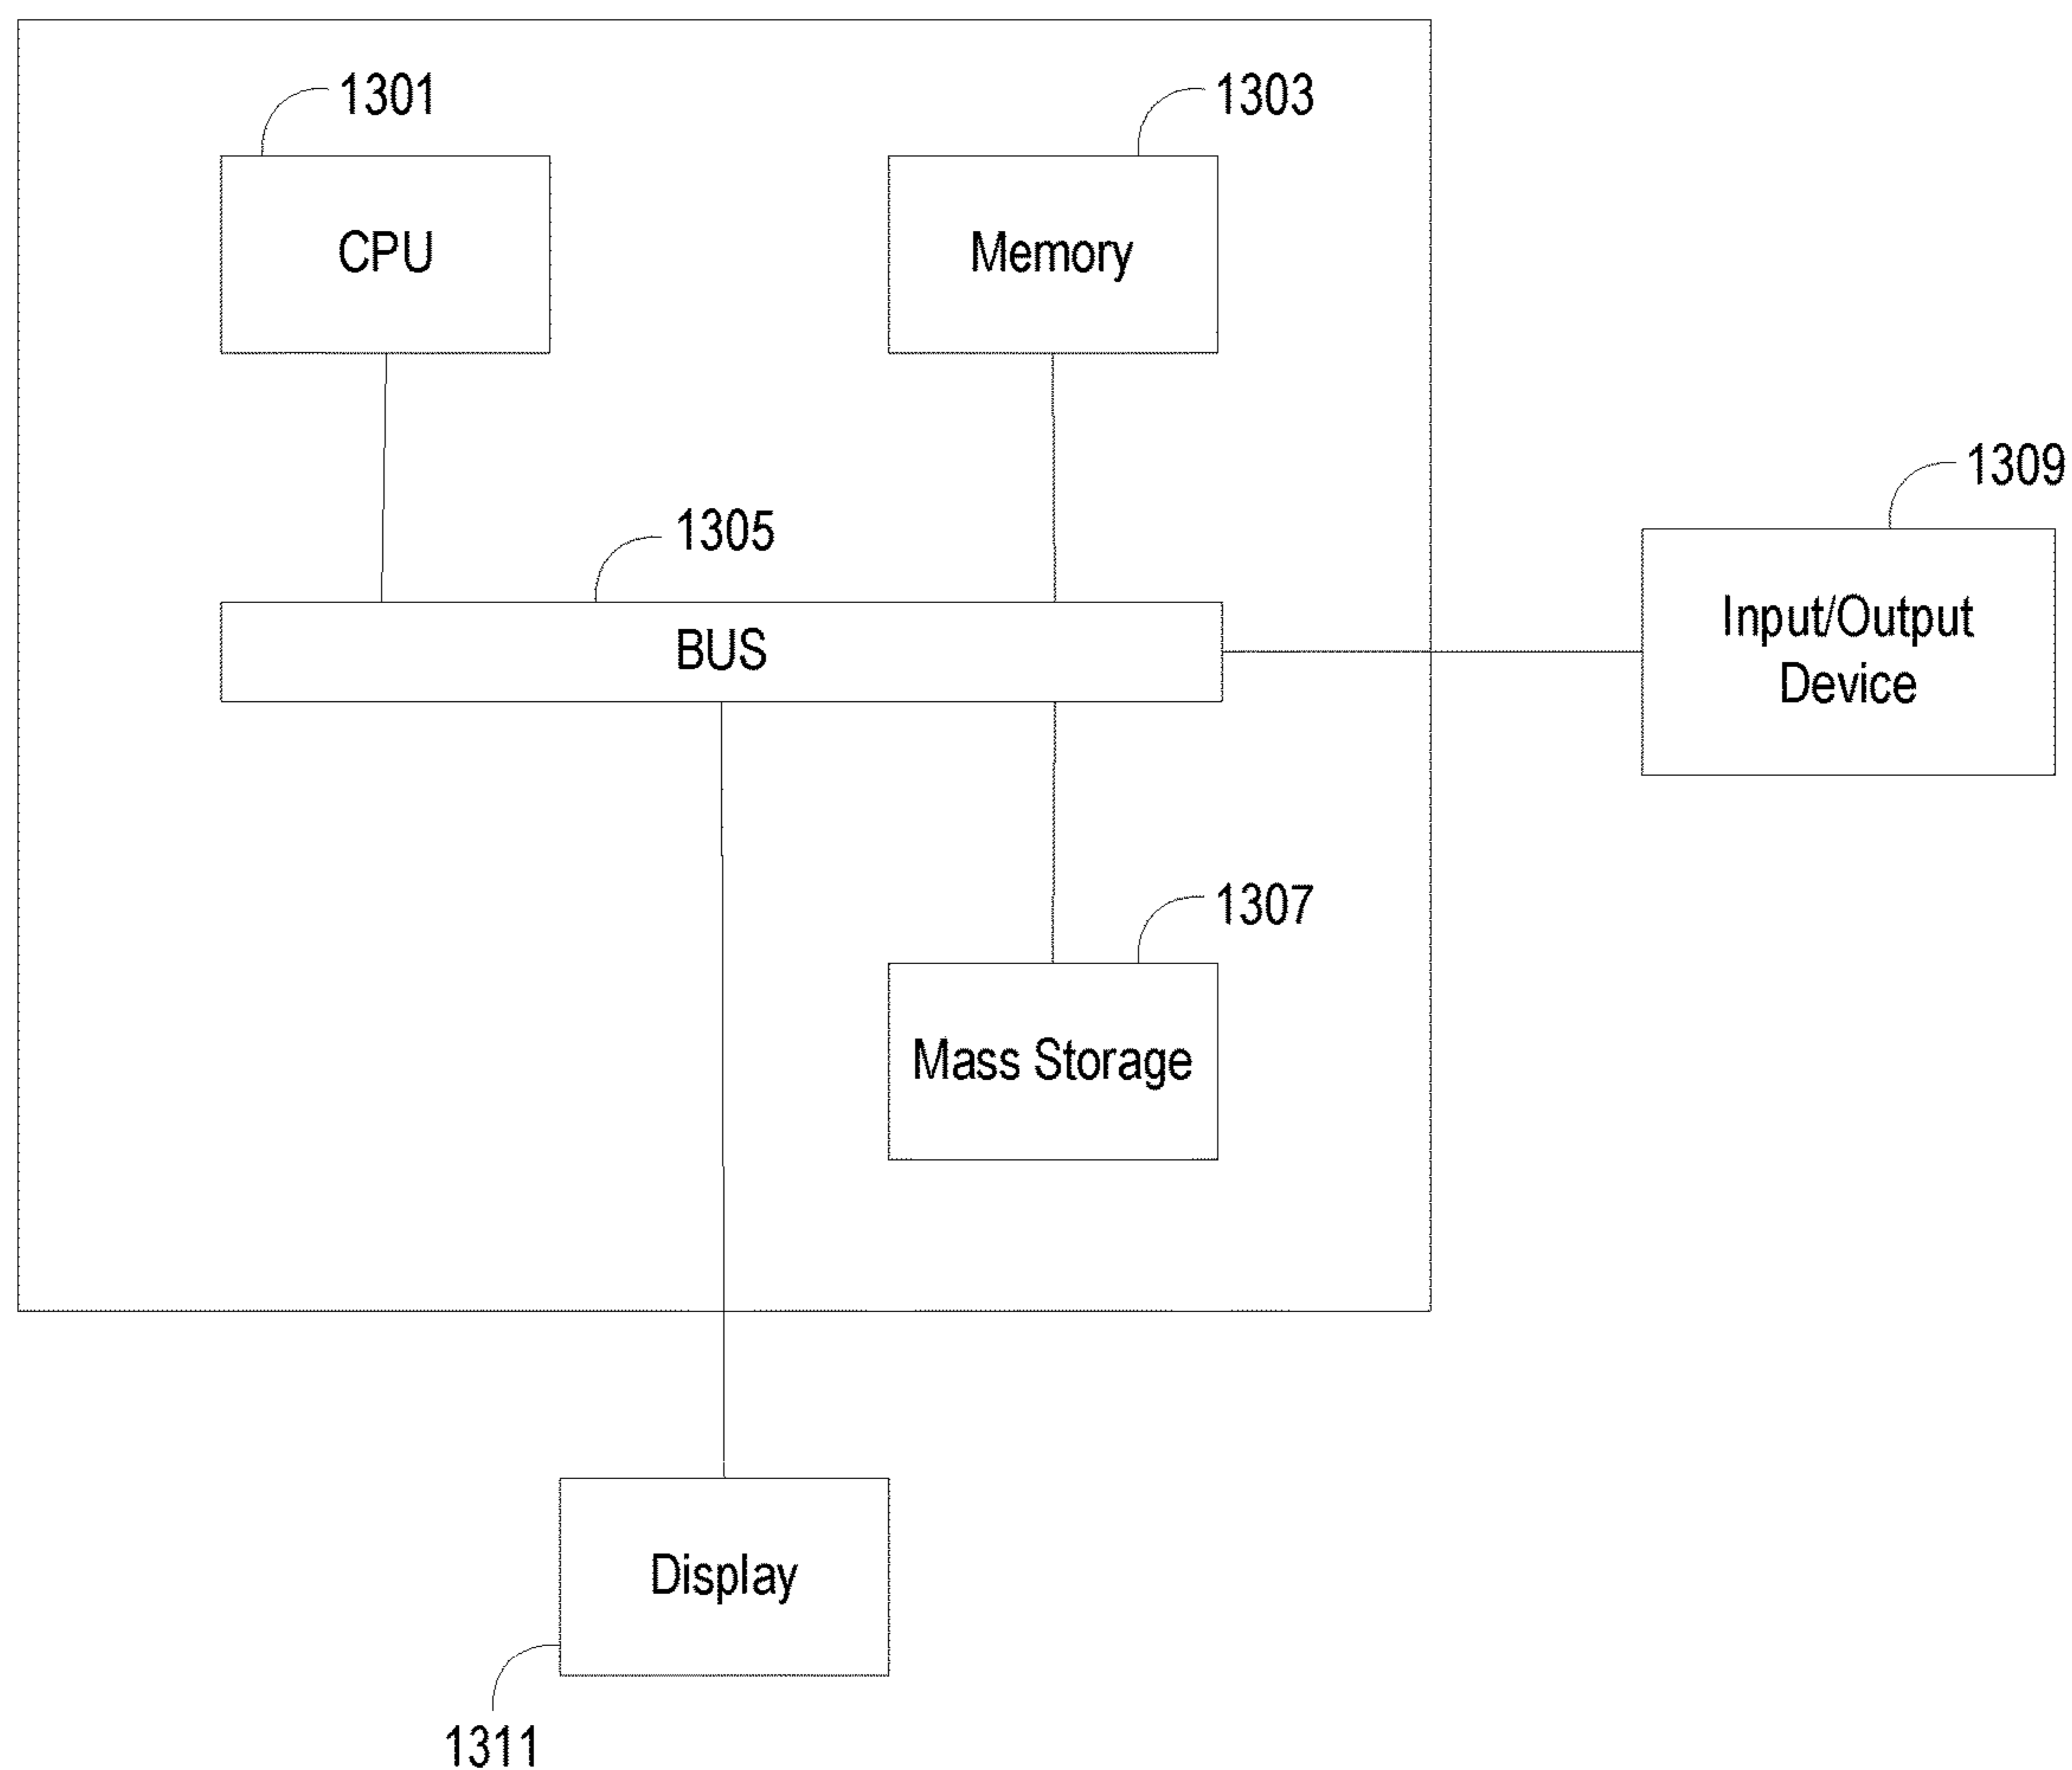 1301
1303
CPU
Memory
1309
1305
Input/Output
Device
BUS
1307
Mass Storage
Display
1311